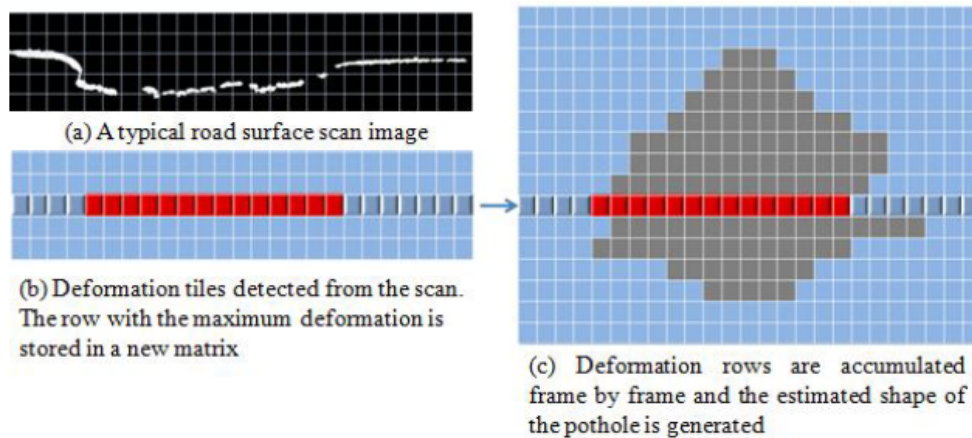 (a) A typical road surface scan image
(b) Deformation tiles detected from the scan.
The row with the maximum deformation is
stored in a new matrix
(c) Deformation rows are accumulated
frame by frame and the estimated shape of
the pothole is generated